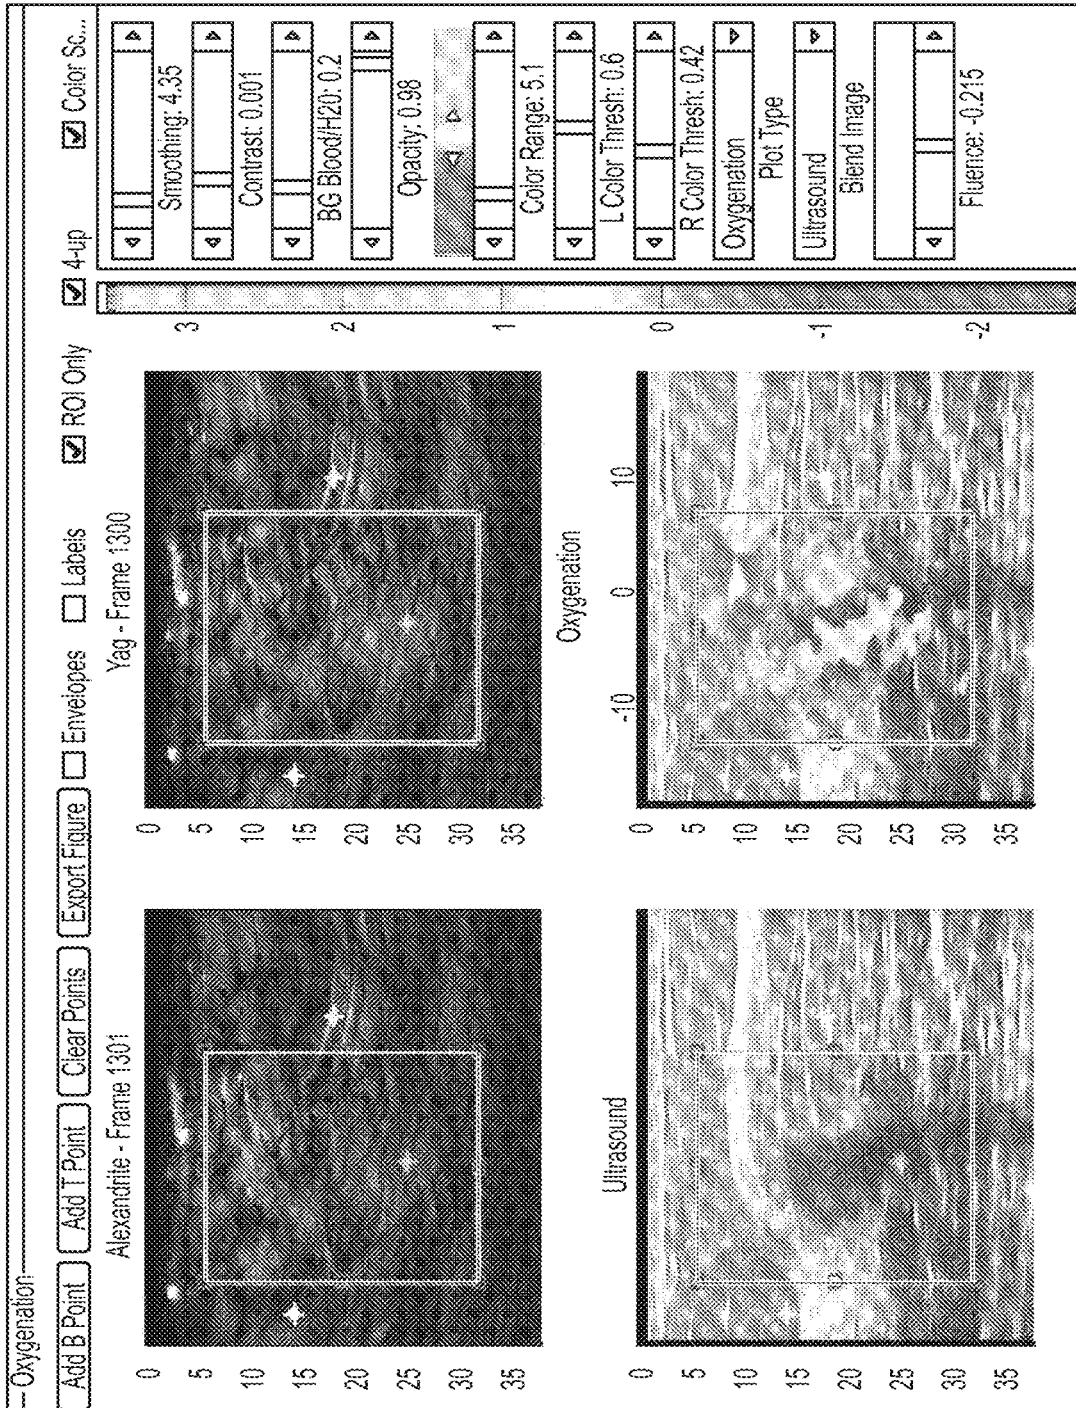 Oxygenation
Add B Point Add T Point Clear Points Export Figure Envelopes Labels ROI Only 4-up Color Sc...
Alexandrite - Frame 1301
0
5
10
15
20
25
30
35
Yag - Frame 1300
0
5
10
15
20
25
30
35
Ultrasound
0
5
10
15
20
25
30
35
Oxygenation
-10 0 10
0
5
10
15
20
25
30
35
3
2
1
0
-1
-2
Smoothing: 4.35
Contrast: 0.001
BG Blood/H20: 0.2
Opacity: 0.98
Color Range: 5.1
L Color Thresh: 0.6
R Color Thresh: 0.42
Oxygenation
Plot Type
Ultrasound
Blend Image
Fluence: -0.215